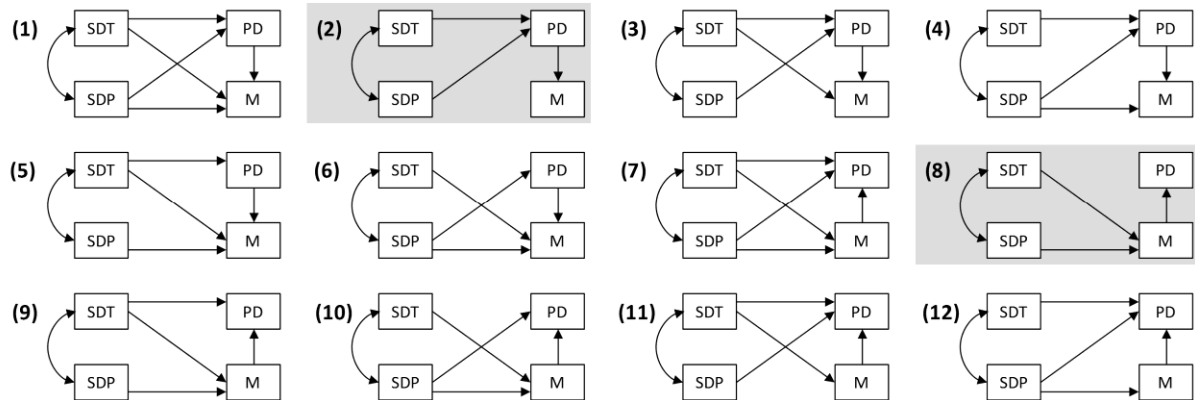 (1) SDT PD (2) SDT PD (3) SDT PD (4) SDT PD
SDP M SDP M SDP M SDP M
(5) SDT PD (6) SDT PD (7) SDT PD (8) SDT PD
SDP M SDP M SDP M SDP M
(9) SDT PD (10) SDT PD (11) SDT PD (12) SDT PD
SDP M SDP M SDP M SDP M